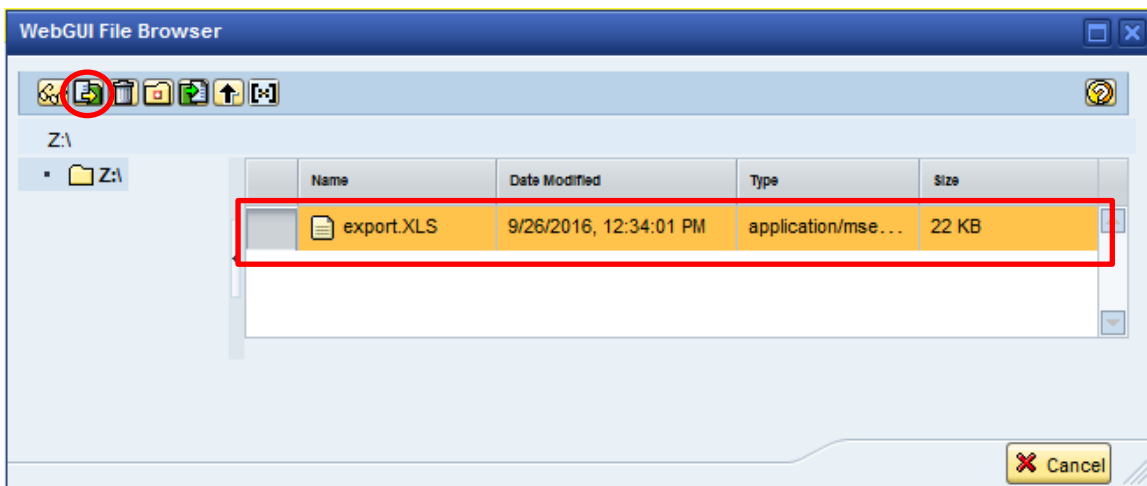 WebGUI File Browser
Z:\
Z:\
Name Date Modified Type Size
export.XLS 9/26/2016, 12:34:01 PM application/mse... 22 KB
Cancel